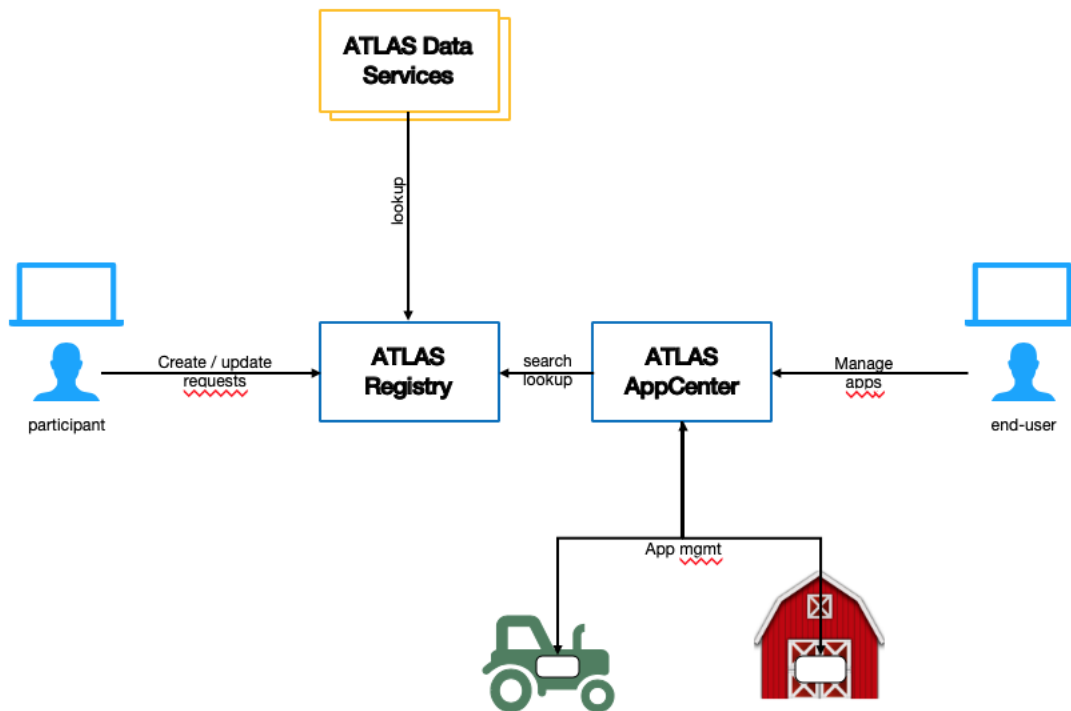 ATLAS Data
Services
lookup
Create / update
requests
participant
ATLAS
Registry
search
lookup
ATLAS
AppCenter
Manage
apps
end-user
App mgmt